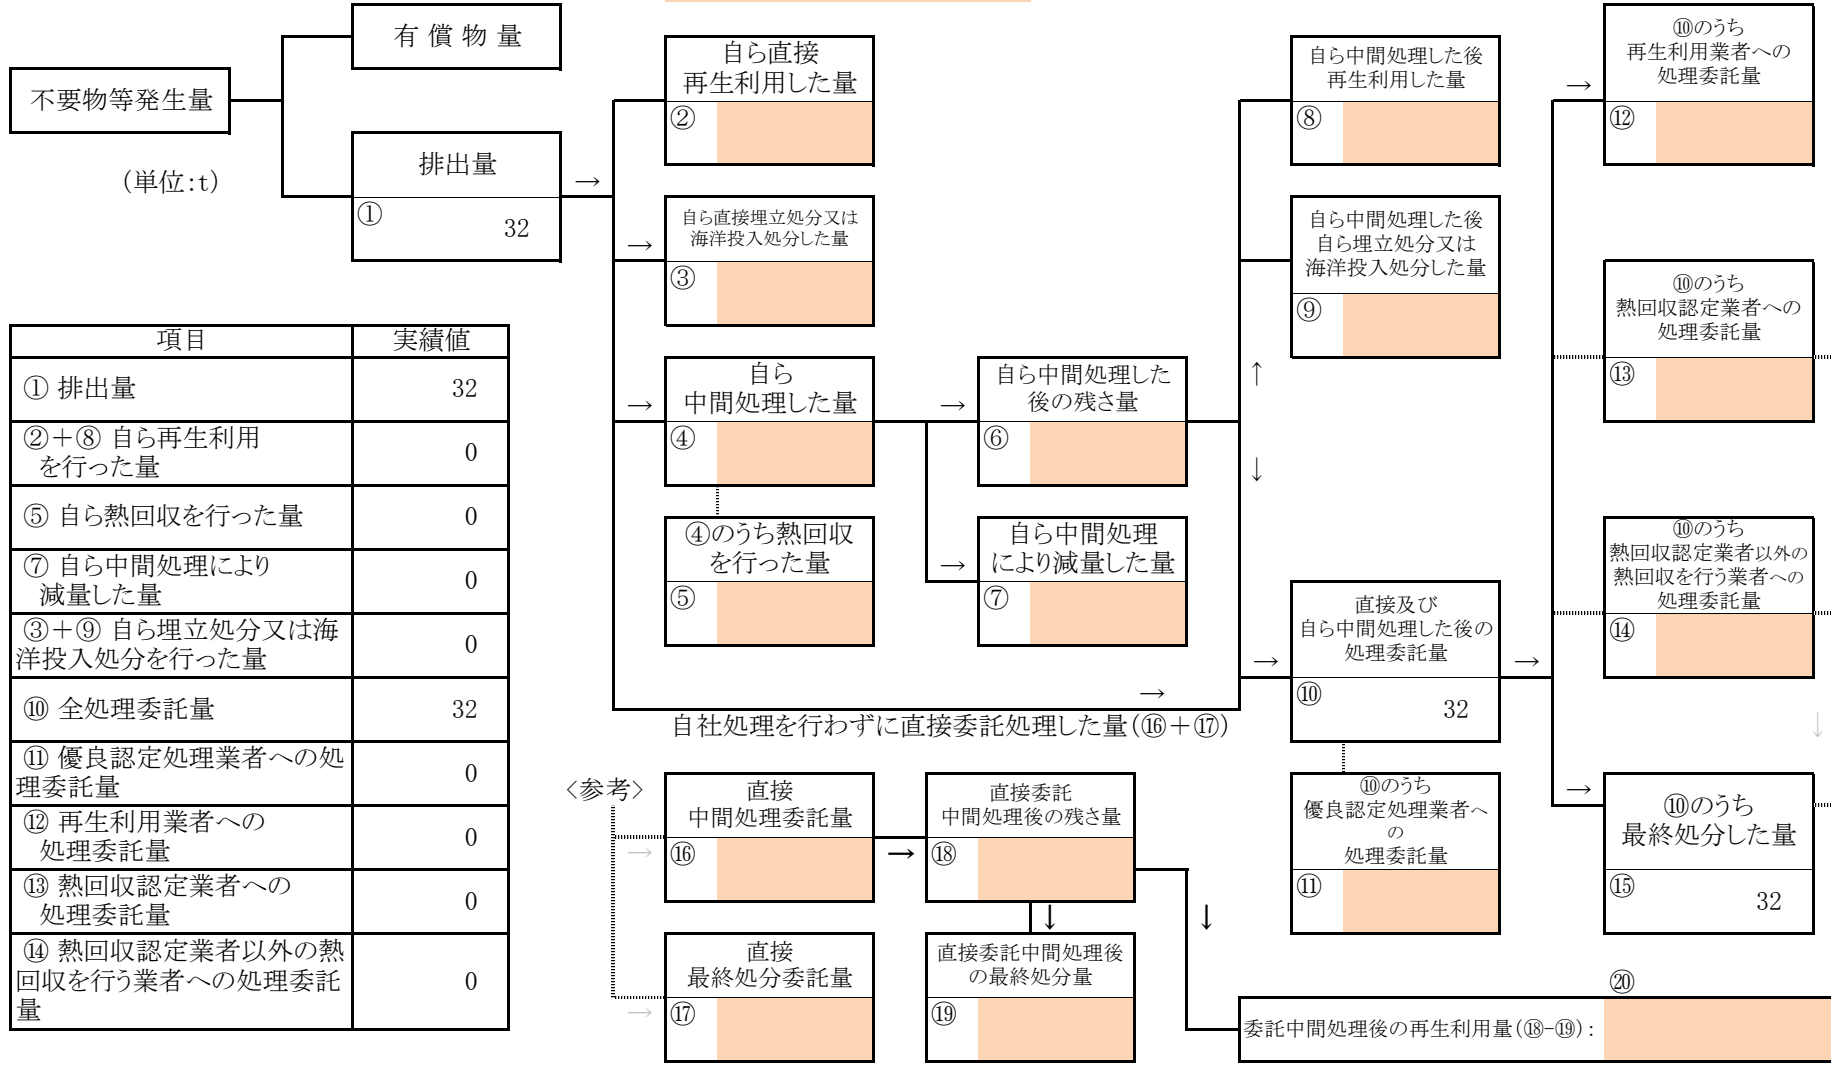 有 償 物 量
不要物等発生量
(単位:t)
排出量
→
①
32
自ら直接
再生利用した量
②
自ら直接埋立処分又は
海洋投入処分した量
→
③
自ら
中間処理した量
→
④
④のうち熱回収
を行った量
⑤
自ら中間処理した
後の残さ量
→
⑥
自ら中間処理
により減量した量
→
⑦
自ら中間処理した後
再生利用した量
⑧
自ら中間処理した後
自ら埋立処分又は
海洋投入処分した量
⑨
↑
↓
直接及び
自ら中間処理した後の
処理委託量
→
⑩
32
→
→
自社処理を行わずに直接委託処理した量(⑯+⑰)
⑩のうち
優良認定処理業者へ
の
処理委託量
⑪
⑩のうち
再生利用業者への
処理委託量
→
⑫
⑩のうち
熱回収認定業者への
処理委託量
⑬
⑩のうち
熱回収認定業者以外の
熱回収を行う業者への
処理委託量
⑭
↓
⑩のうち
最終処分した量
→
⑮
32
項目 実績値
① 排出量 32
②+⑧ 自ら再生利用
を行った量 0
⑤ 自ら熱回収を行った量 0
⑦ 自ら中間処理により
減量した量 0
③+⑨ 自ら埋立処分又は海
洋投入処分を行った量 0
⑩ 全処理委託量 32
⑪ 優良認定処理業者への処
理委託量 0
⑫ 再生利用業者への
処理委託量 0
⑬ 熱回収認定業者への
処理委託量 0
⑭ 熱回収認定業者以外の熱
回収を行う業者への処理委託
量 0
<参考>
直接
中間処理委託量
→
⑯
直接
最終処分委託量
→
⑰
直接委託
中間処理後の残さ量
→
⑱
↓
↓
直接委託中間処理後
の最終処分量
⑲
⑳
委託中間処理後の再生利用量(⑱-⑲):